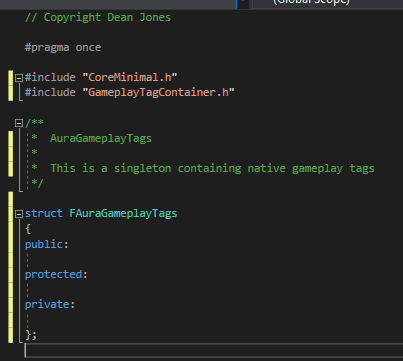 (Global Scope)
// Copyright Dean Jones
#pragma once
#include "CoreMinimal.h"
#include "GameplayTagContainer.h"
/**
*  AuraGameplayTags
*
*  This is a singleton containing native gameplay tags
*/
struct FAuraGameplayTags
{
public:
protected:
private:
};